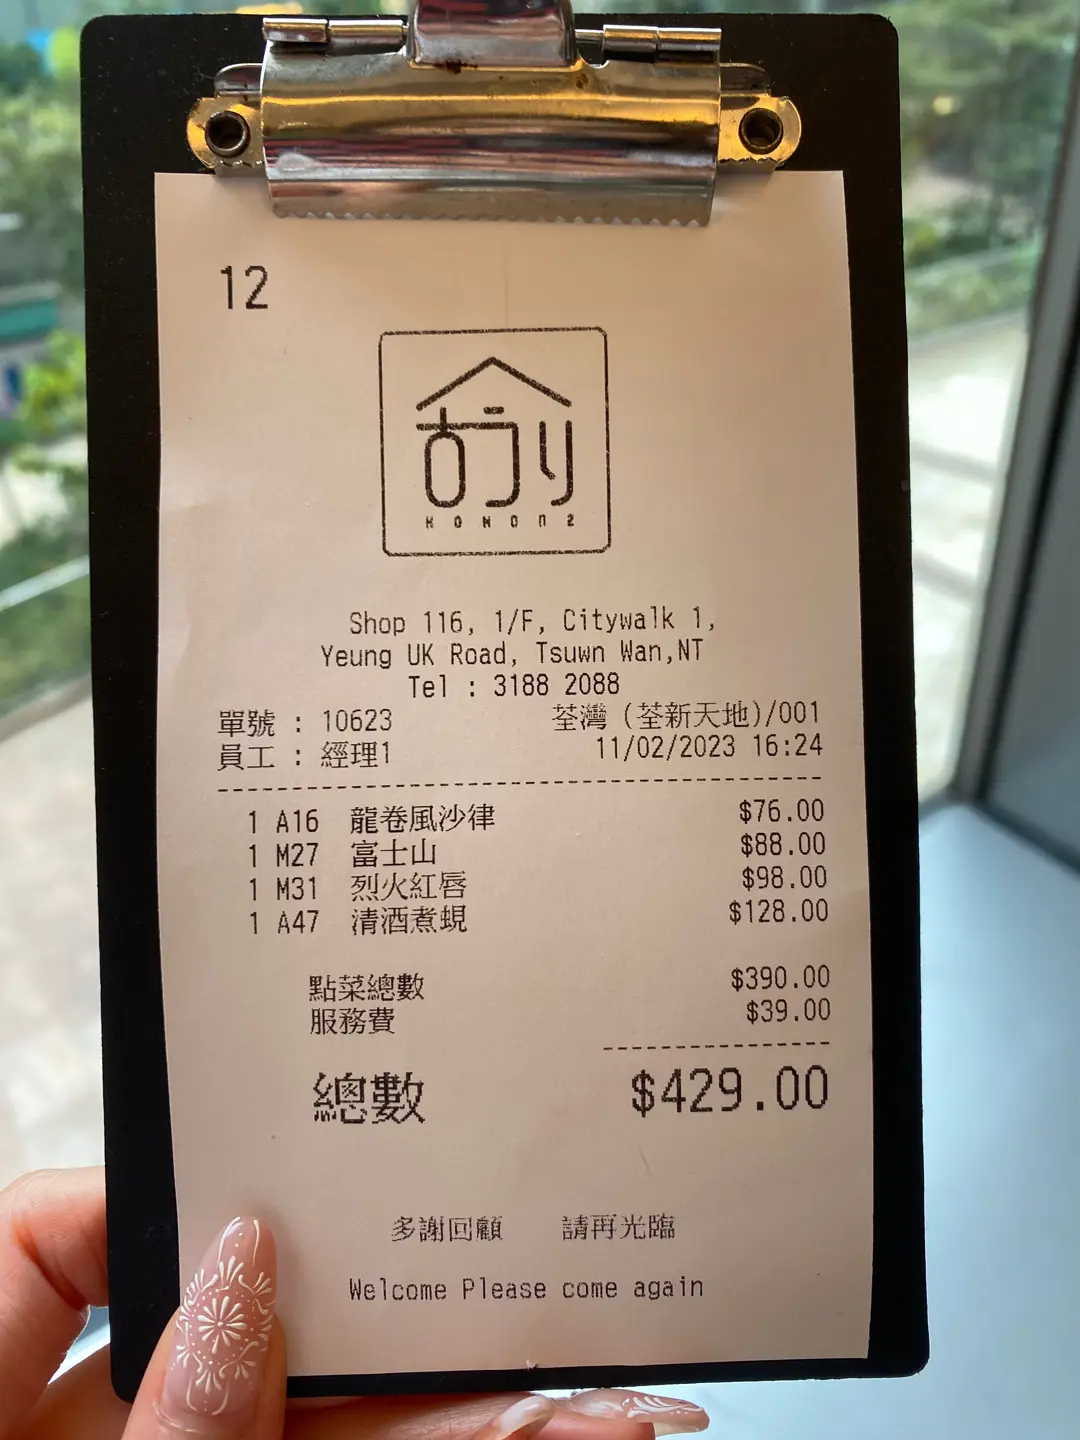 12
KOMON2
Shop 116, 1/F, Citywalk 1,
Yeung UK Road, Tsuwn Wan,NT
Tel : 3188 2088
單號 : 10623 荃灣 (荃新天地)/001
員工 : 經理1 11/02/2023 16:24
1 A16 龍卷風沙律 $76.00
1 M27 富士山 $88.00
1 M31 烈火紅唇 $98.00
1 A47 清酒煮蜆 $128.00
點菜總數 $390.00
服務費 $39.00
總數 $429.00
多謝回顧 請再光臨
Welcome Please come again